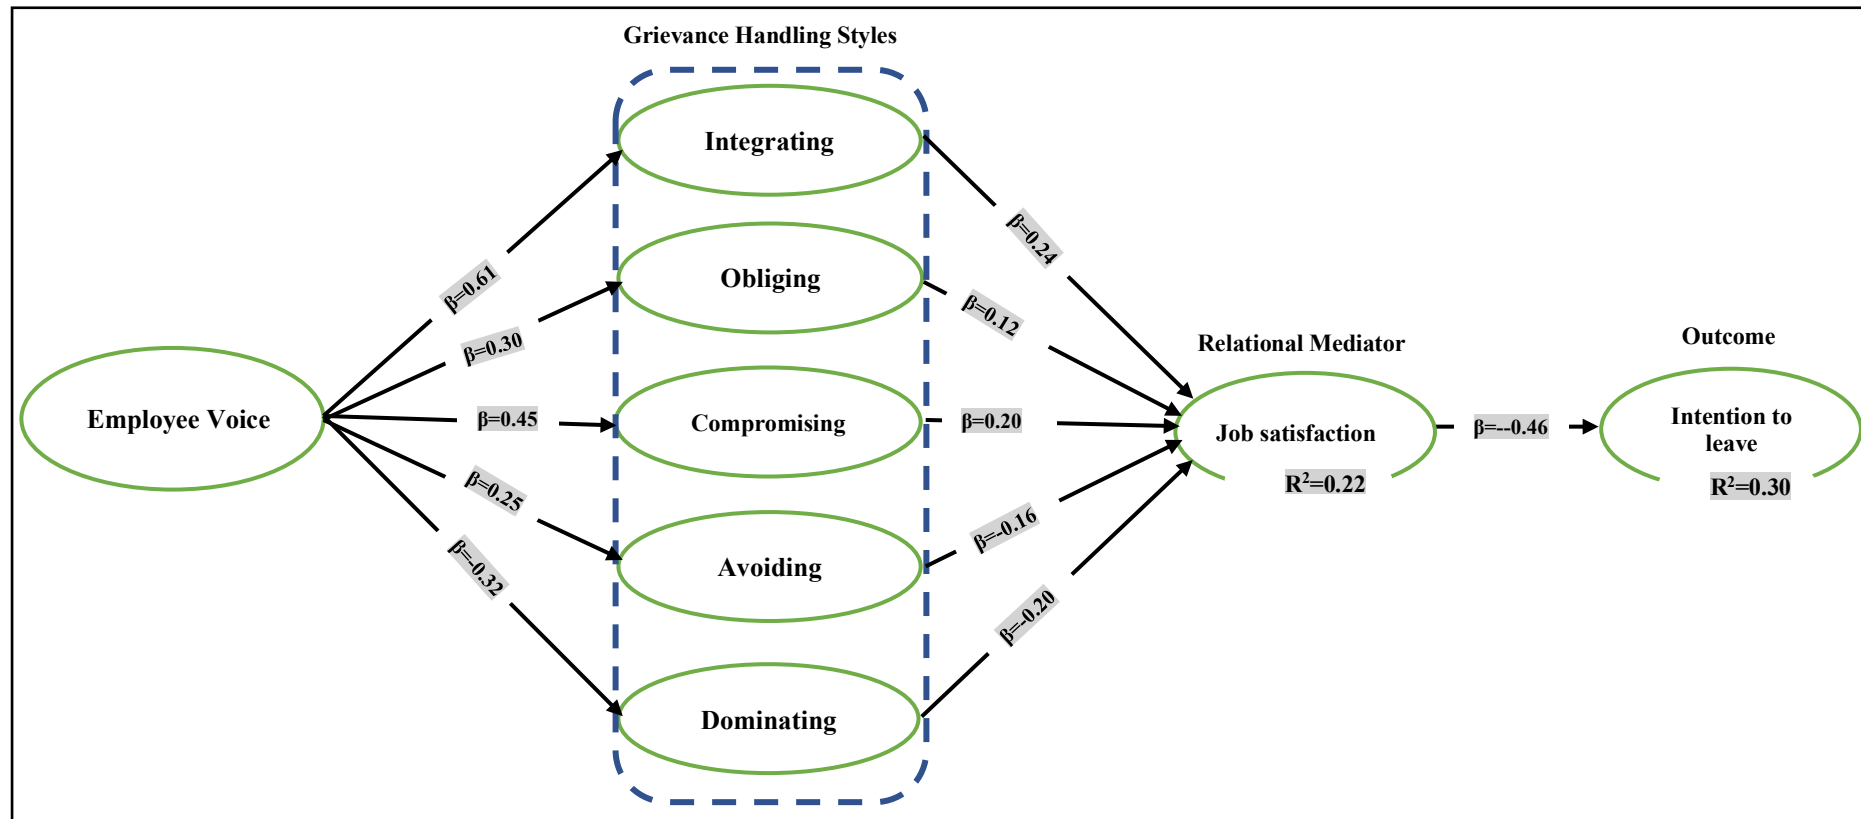 Grievance Handling Styles
Integrating
β=0.61
β=0.24
Obliging
β=0.30
β=0.12
Relational Mediator
Outcome
Employee Voice
β=0.45
Compromising
β=0.20
Job satisfaction
R²=0.22
β=--0.46
Intention to
leave
R²=0.30
β=0.25
Avoiding
β=-0.16
β=-0.32
Dominating
β=-0.20